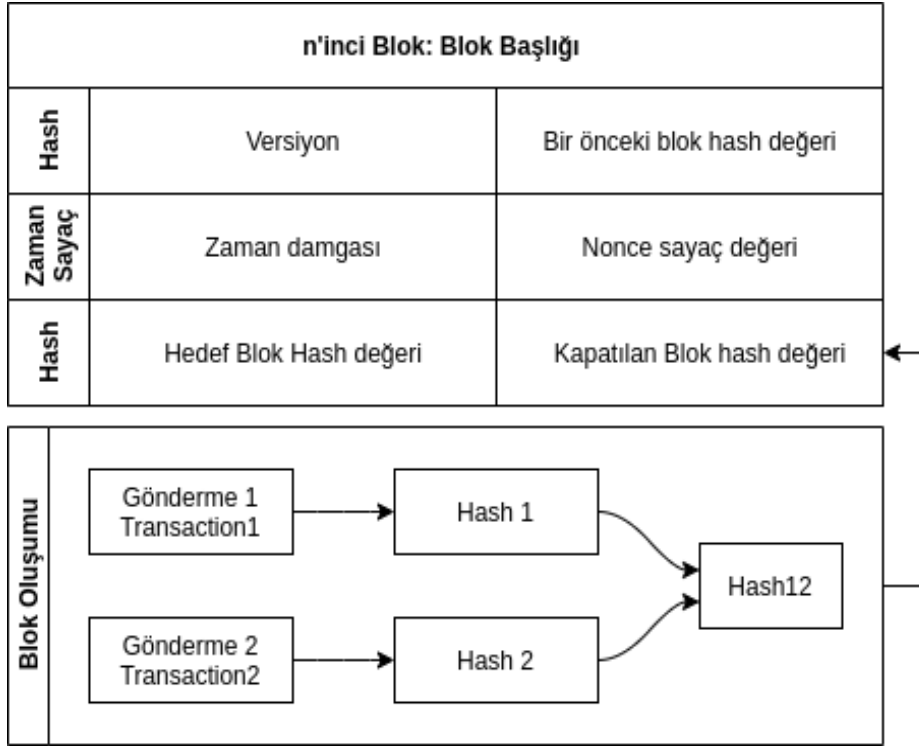 n'inci Blok: Blok Başlığı
Hash
Versiyon
Bir önceki blok hash değeri
Zaman
Sayaç
Zaman damgası
Nonce sayaç değeri
Hash
Hedef Blok Hash değeri
Kapatılan Blok hash değeri
Blok Oluşumu
Gönderme 1
Transaction1
Hash 1
Hash12
Gönderme 2
Transaction2
Hash 2